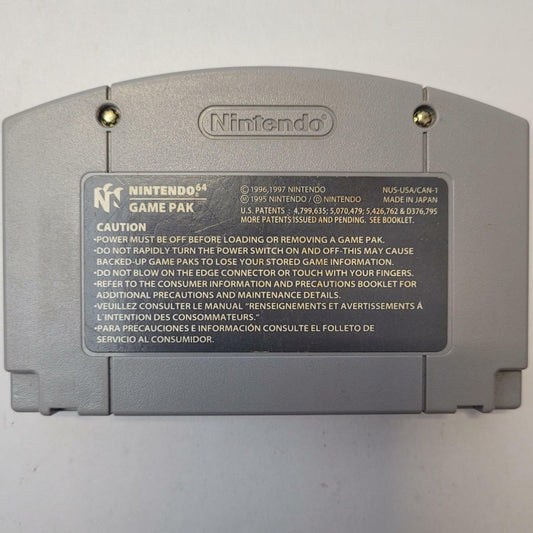 Nintendo
NINTENDO 64
GAME PAK
© 1996,1997 NINTENDO
Ⓜ 1995 NINTENDO / Ⓓ NINTENDO
NUS-USA/CAN-1
MADE IN JAPAN
U.S. PATENTS : 4,799,635; 5,070,479; 5,426,762 & D376,795
MORE PATENTS ISSUED AND PENDING. SEE BOOKLET.
CAUTION
•POWER MUST BE OFF BEFORE LOADING OR REMOVING A GAME PAK.
•DO NOT RAPIDLY TURN THE POWER SWITCH ON AND OFF-THIS MAY CAUSE
BACKED-UP GAME PAKS TO LOSE YOUR STORED GAME INFORMATION.
•DO NOT BLOW ON THE EDGE CONNECTOR OR TOUCH WITH YOUR FINGERS.
•REFER TO THE CONSUMER INFORMATION AND PRECAUTIONS BOOKLET FOR
ADDITIONAL PRECAUTIONS AND MAINTENANCE DETAILS.
•VEUILLEZ CONSULTER LE MANUAL "RENSEIGNEMENTS ET AVERTISSEMENTS Á
L'INTENTION DES CONSOMMATEURS."
•PARA PRECAUCIONES E INFORMACIÓN CONSULTE EL FOLLETO DE
SERVICIO AL CONSUMIDOR.